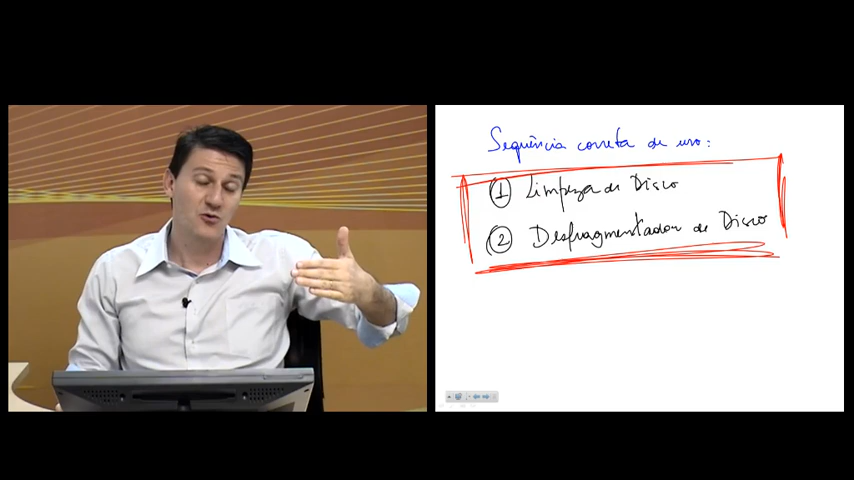 Sequência correta de uso:
1 Limpeza de Disco
2 Desfragmentador de Disco